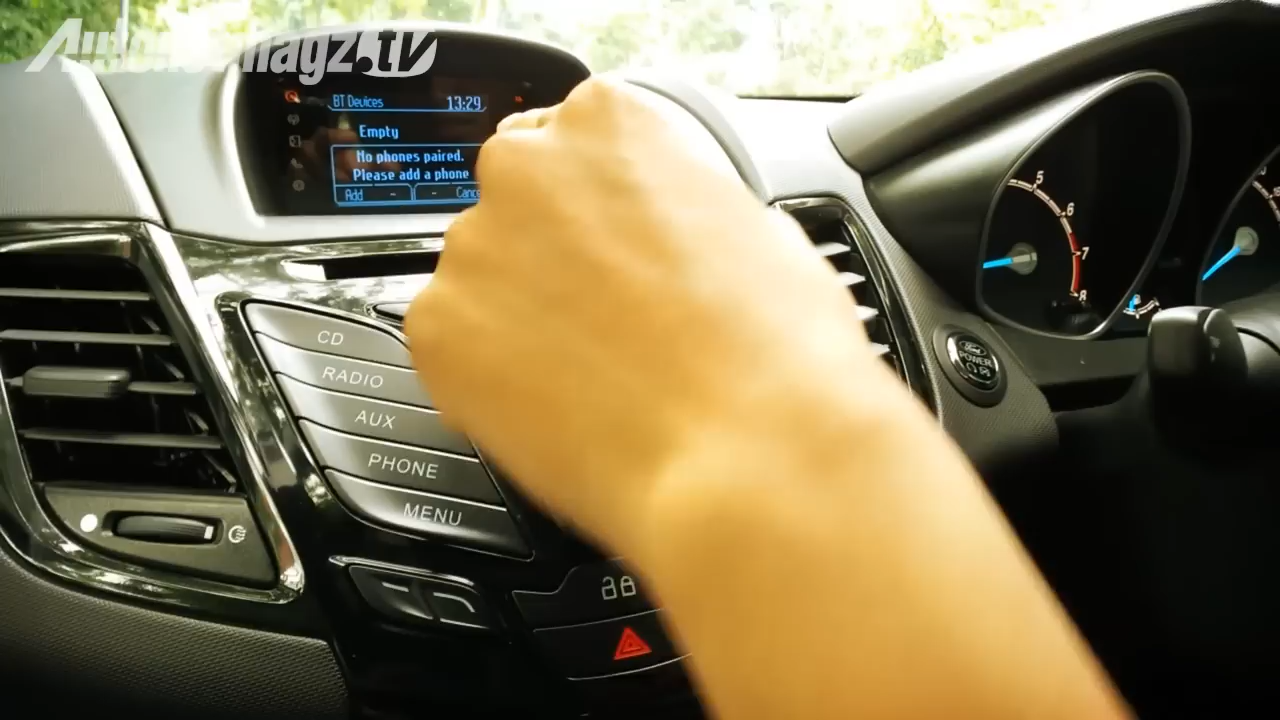 BT Devices 13:29
Empty
No phones paired.
Please add a phone
Add
CD
RADIO
AUX
PHONE
MENU
5
6
7
8
Ford
POWER